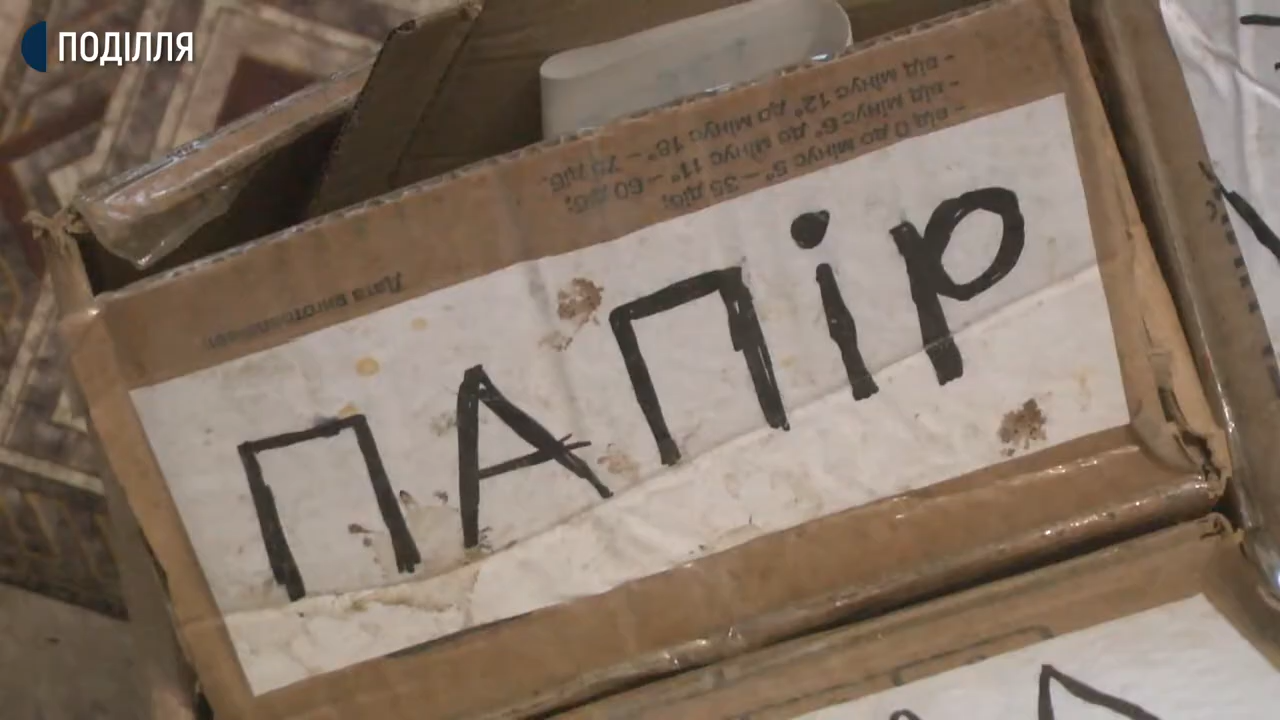 ПОДІЛЛЯ
- від 0 до мінус 5° – 35 діб;
- від мінус 6° до мінус 11° – 60 діб;
- від мінус 12° до мінус 18° – 75 діб.
Дата виготовлення:
ПАПІР